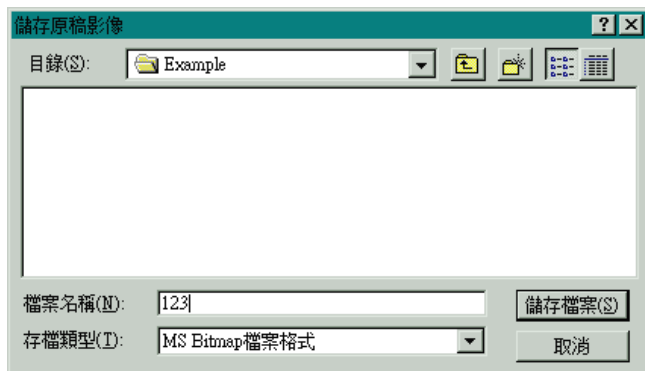 儲存原稿影像
目錄(S): Example
檔案名稱(N): 123
儲存檔案(S)
存檔類型(T): MS Bitmap檔案格式
取消